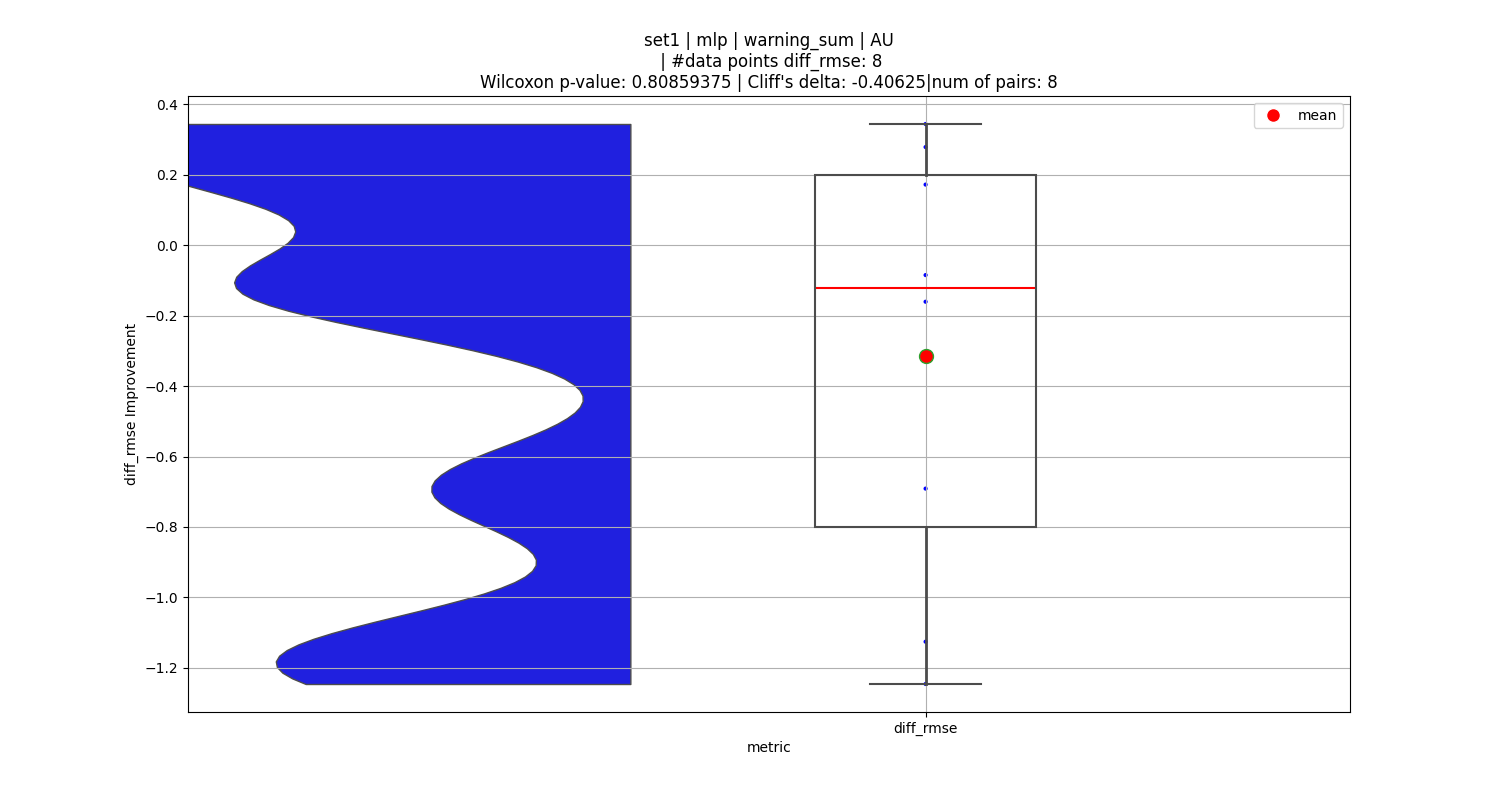 set1 | mlp | warning_sum | AU
| #data points diff_rmse: 8
Wilcoxon p-value: 0.80859375 | Cliff's delta: -0.40625|num of pairs: 8
mean
0.4
0.2
0.0
−0.2
−0.4
−0.6
−0.8
−1.0
−1.2
diff_rmse Improvement
diff_rmse
metric